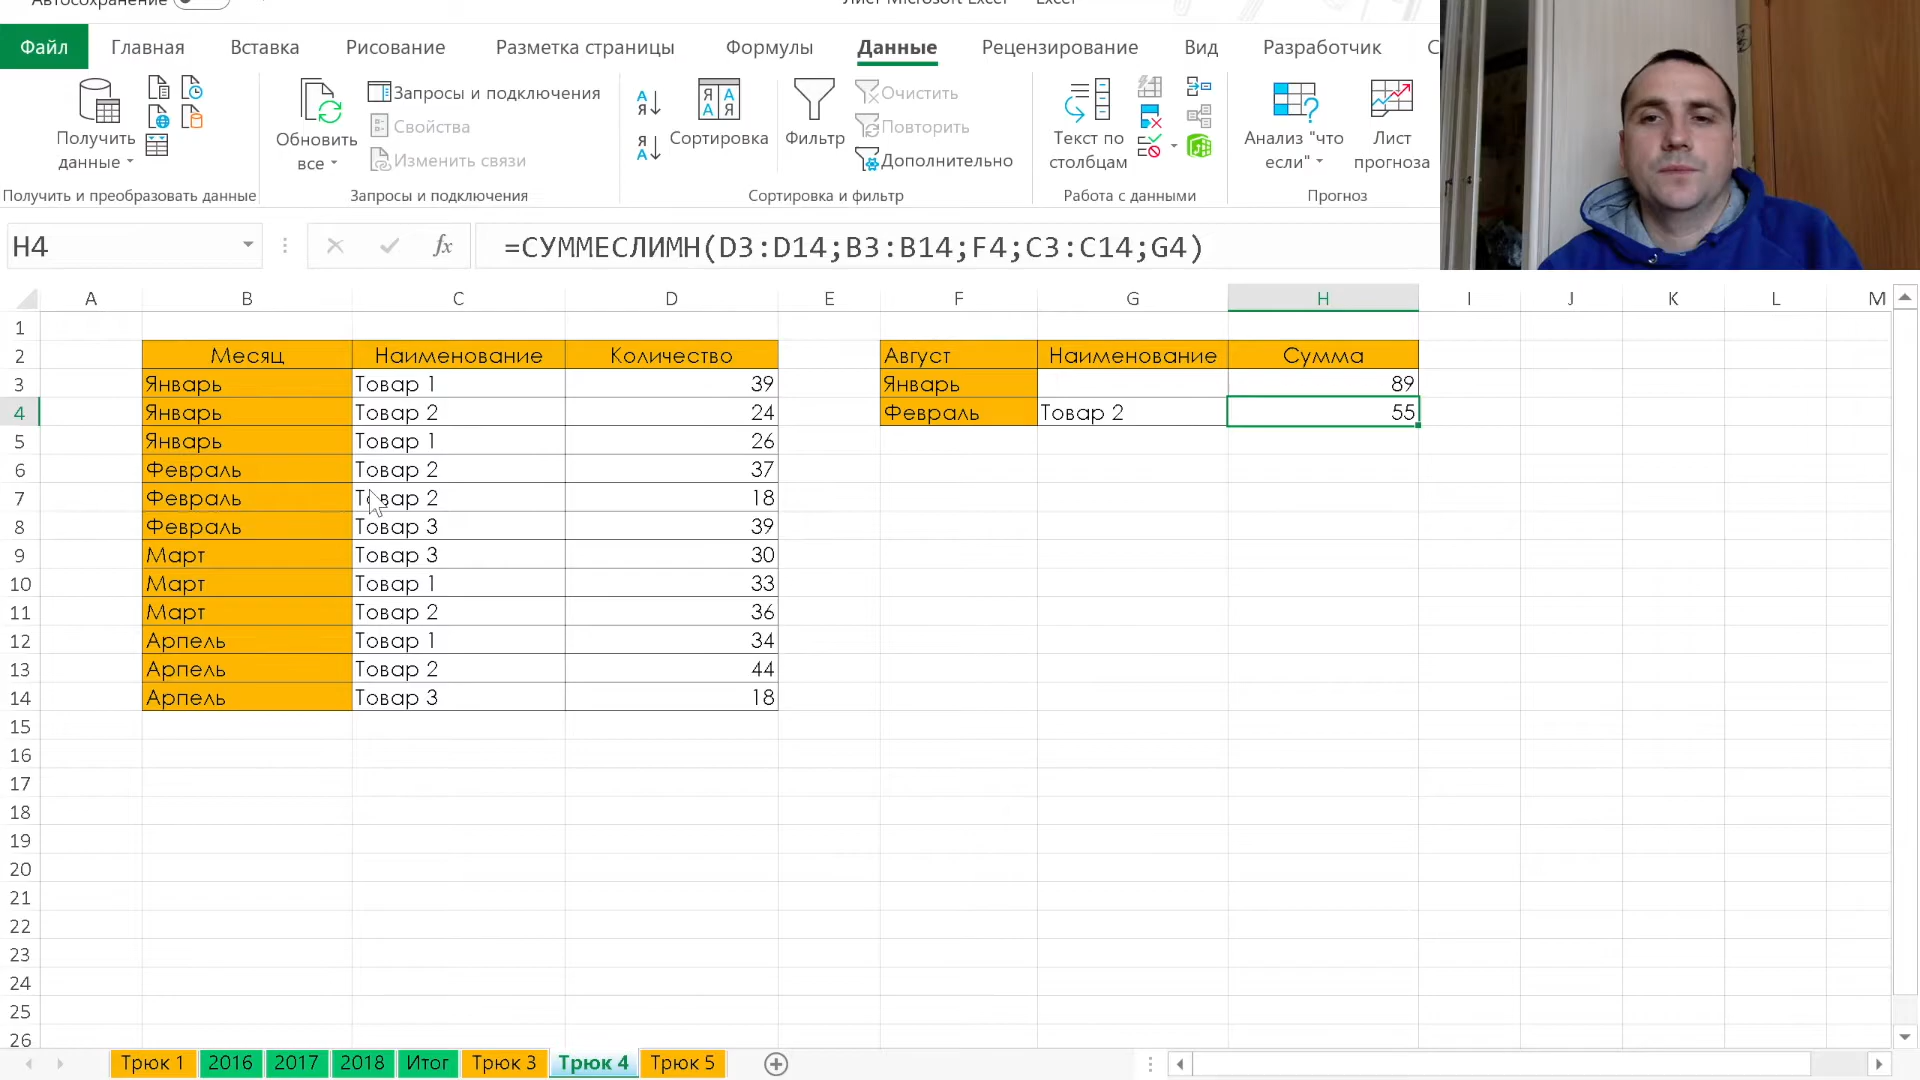 Автосохранение
Лист Microsoft Excel Excel
Файл Главная Вставка Рисование Разметка страницы Формулы Данные Рецензирование Вид Разработчик С
Получить данные
Обновить все
Запросы и подключения
Свойства
Изменить связи
Сортировка
Фильтр
Очистить
Повторить
Дополнительно
Текст по столбцам
Анализ "что если"
Лист прогноза
Получить и преобразовать данные Запросы и подключения Сортировка и фильтр Работа с данными Прогноз
H4 fx =СУММЕСЛИМН(D3:D14;B3:B14;F4;C3:C14;G4)
A B C D E F G H I J K L M
1
2 Месяц Наименование Количество Август Наименование Сумма
3 Январь Товар 1 39 Январь 89
4 Январь Товар 2 24 Февраль Товар 2 55
5 Январь Товар 1 26
6 Февраль Товар 2 37
7 Февраль Товар 2 18
8 Февраль Товар 3 39
9 Март Товар 3 30
10 Март Товар 1 33
11 Март Товар 2 36
12 Арпель Товар 1 34
13 Арпель Товар 2 44
14 Арпель Товар 3 18
15
16
17
18
19
20
21
22
23
24
25
26
Трюк 1 2016 2017 2018 Итог Трюк 3 Трюк 4 Трюк 5